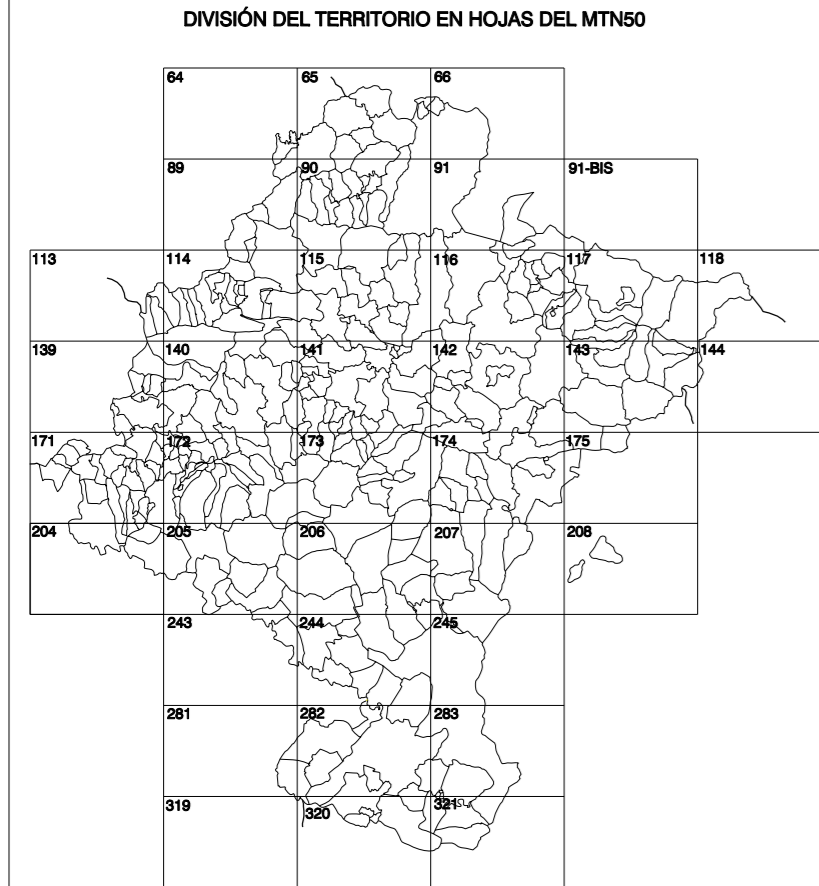 DIVISIÓN DEL TERRITORIO EN HOJAS DEL MTN50
64 65 66
89 90 91 91-BIS
113 114 115 116 117 118
139 140 141 142 143 144
171 172 173 174 175
204 205 206 207 208
243 244 245
281 282 283
319 320 321